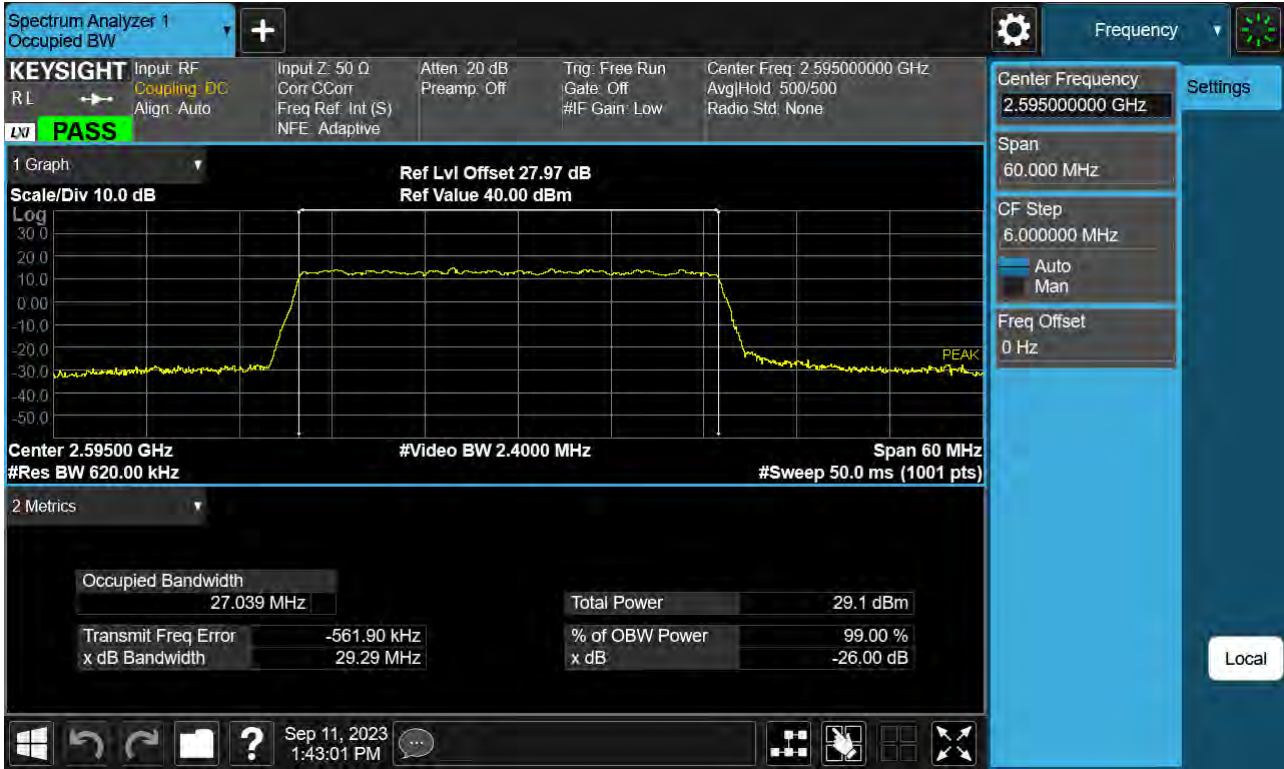 Spectrum Analyzer 1
Occupied BW
Frequency
KEYSIGHT
RL
LXI PASS
Input: RF
Coupling: DC
Align: Auto
Input Z: 50 Ω
Corr CCorr
Freq Ref: Int (S)
NFE: Adaptive
Atten: 20 dB
Preamp: Off
Trig: Free Run
Gate: Off
#IF Gain: Low
Center Freq: 2.595000000 GHz
Avg|Hold: 500/500
Radio Std: None
Center Frequency
2.595000000 GHz
Settings
Span
60.000 MHz
CF Step
6.000000 MHz
Auto
Man
Freq Offset
0 Hz
Local
1 Graph
Scale/Div 10.0 dB
Ref Lvl Offset 27.97 dB
Ref Value 40.00 dBm
Log
30.0
20.0
10.0
0.00
-10.0
-20.0
-30.0
-40.0
-50.0
PEAK
Center 2.59500 GHz
#Video BW 2.4000 MHz
Span 60 MHz
#Res BW 620.00 kHz
#Sweep 50.0 ms (1001 pts)
2 Metrics
Occupied Bandwidth
27.039 MHz
Total Power 29.1 dBm
Transmit Freq Error -561.90 kHz
% of OBW Power 99.00 %
x dB Bandwidth 29.29 MHz
x dB -26.00 dB
Sep 11, 2023
1:43:01 PM